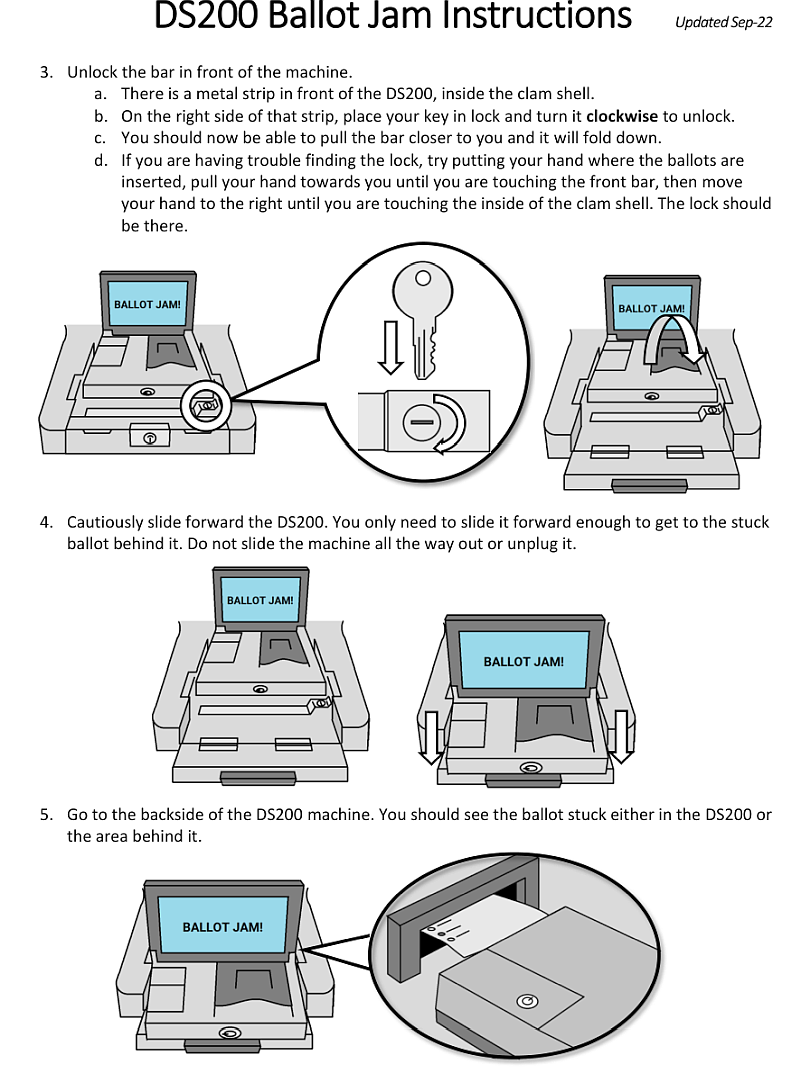 DS200 Ballot Jam Instructions
Updated Sep-22
3. Unlock the bar in front of the machine.
a. There is a metal strip in front of the DS200, inside the clam shell.
b. On the right side of that strip, place your key in lock and turn it clockwise to unlock.
c. You should now be able to pull the bar closer to you and it will fold down.
d. If you are having trouble finding the lock, try putting your hand where the ballots are
inserted, pull your hand towards you until you are touching the front bar, then move
your hand to the right until you are touching the inside of the clam shell. The lock should
be there.
BALLOT JAM!
BALLOT JAM!
4. Cautiously slide forward the DS200. You only need to slide it forward enough to get to the stuck
ballot behind it. Do not slide the machine all the way out or unplug it.
BALLOT JAM!
BALLOT JAM!
5. Go to the backside of the DS200 machine. You should see the ballot stuck either in the DS200 or
the area behind it.
BALLOT JAM!